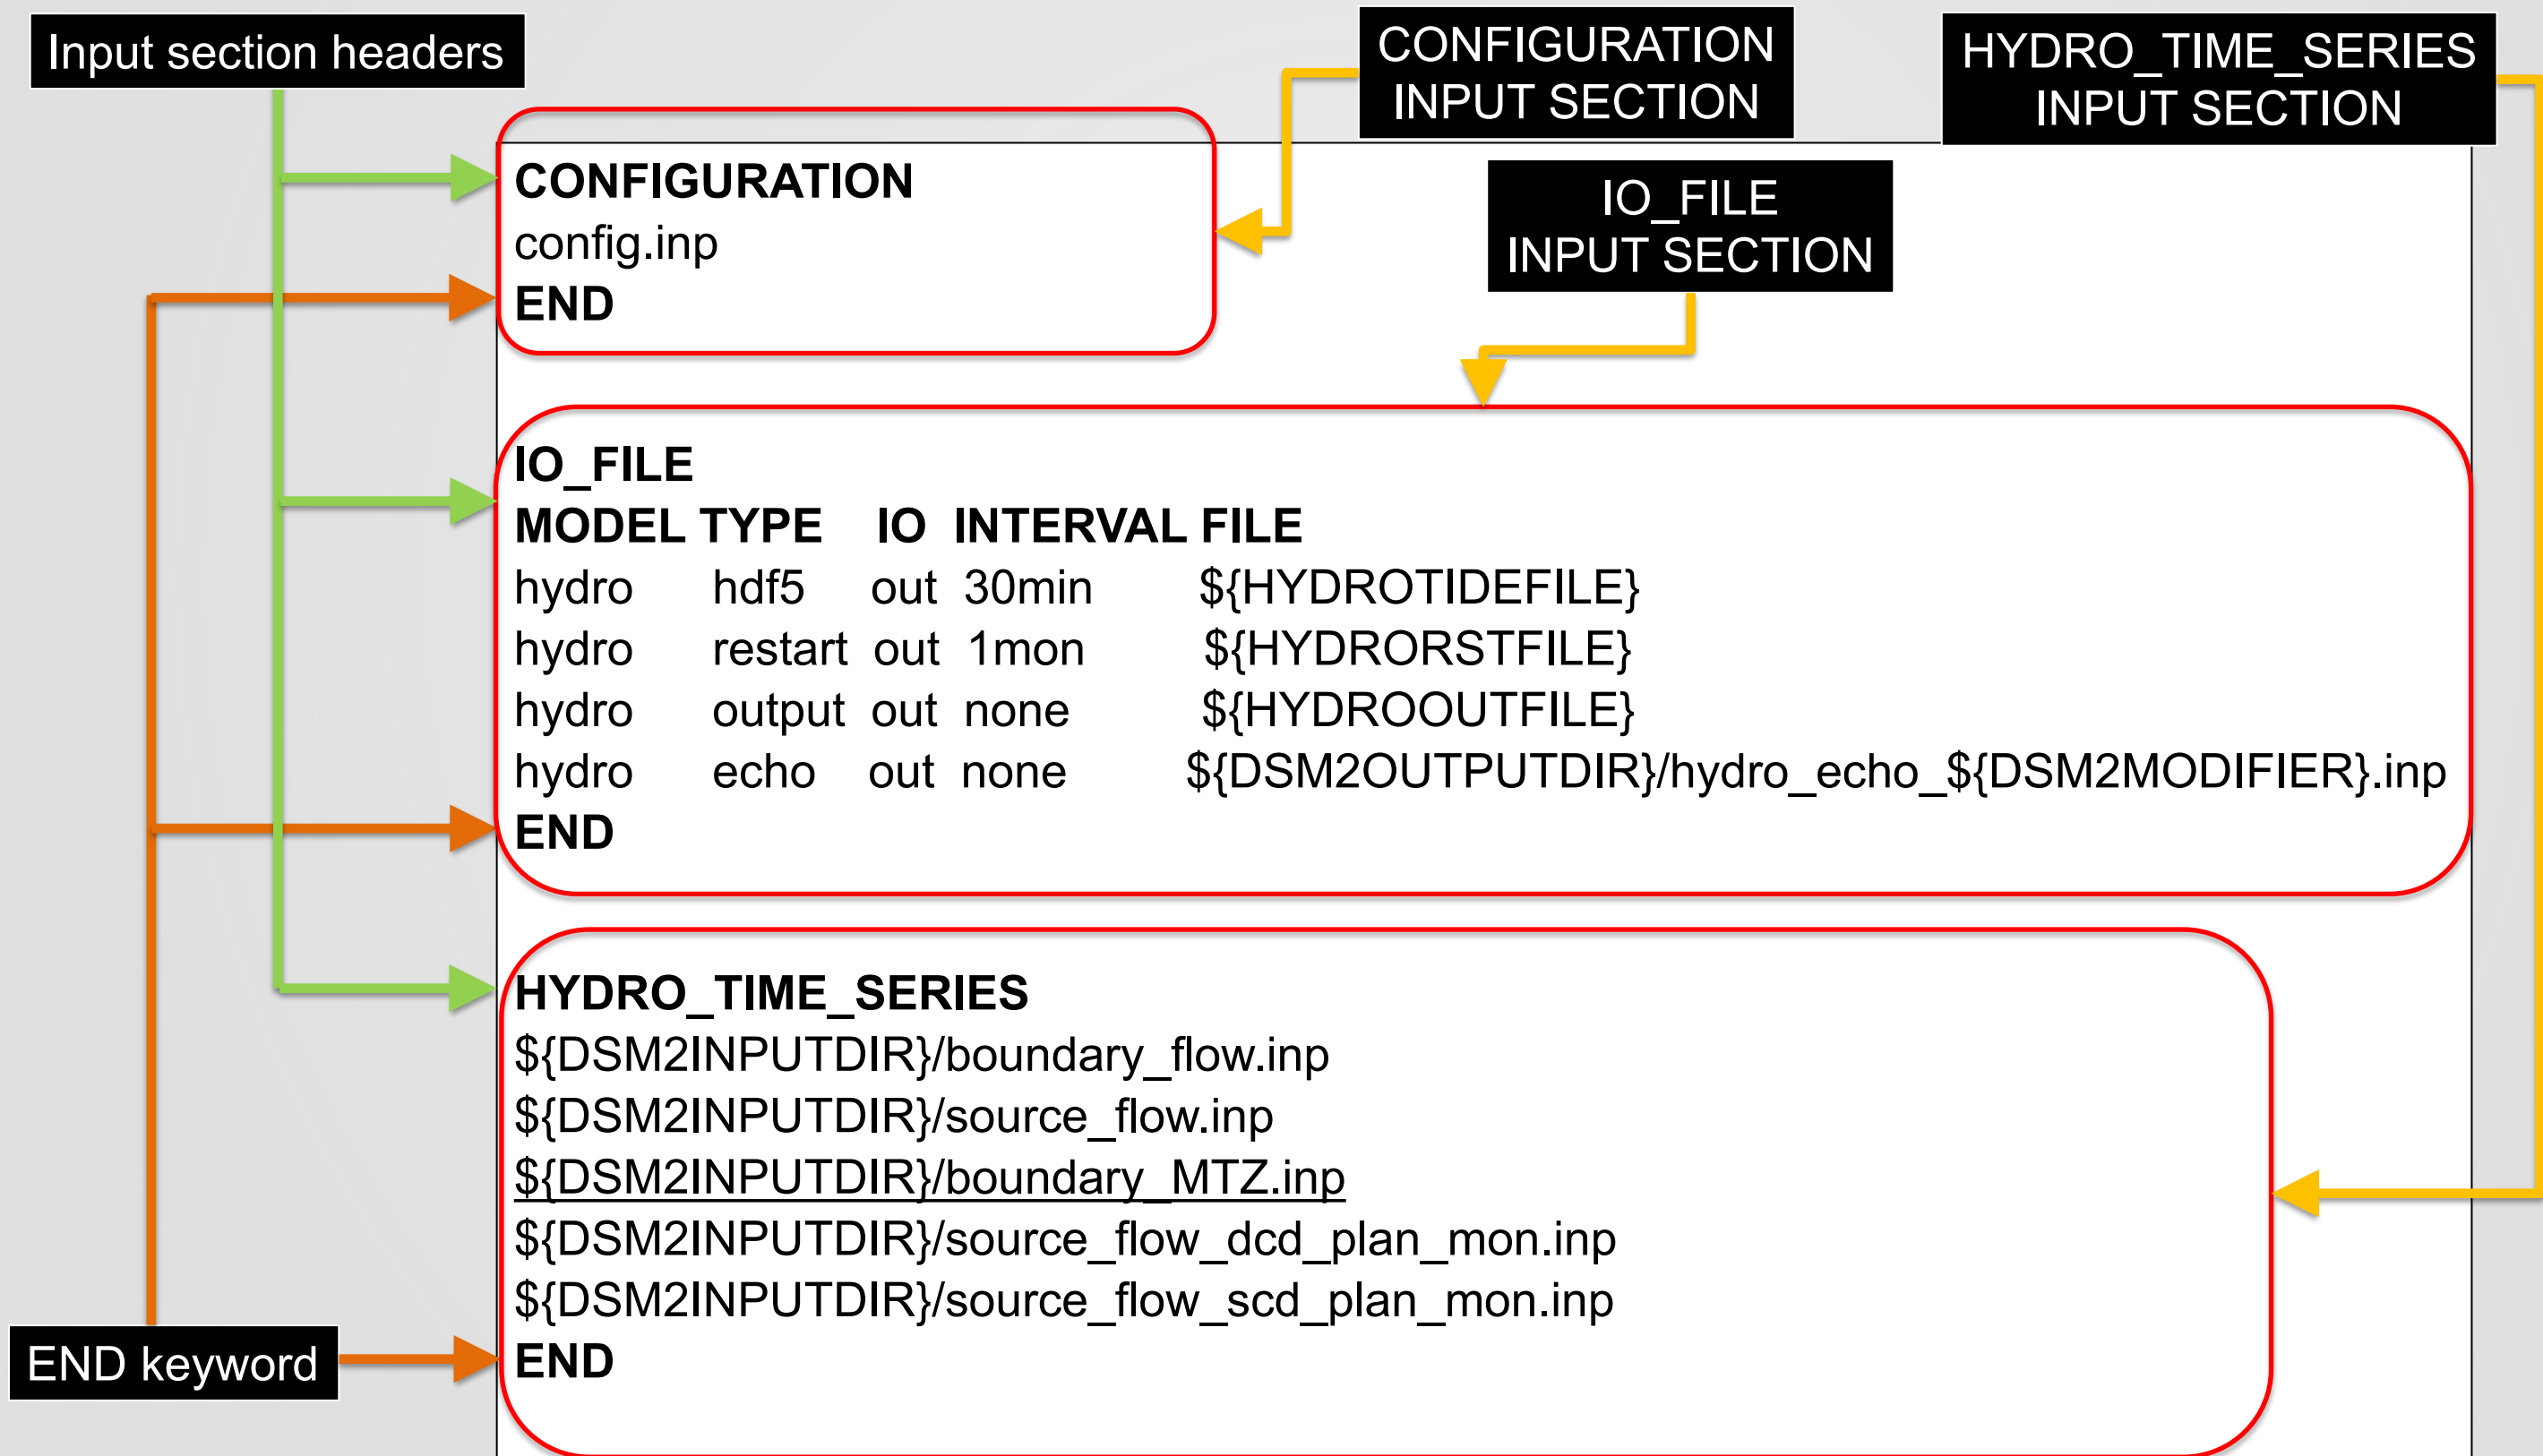 Input section headers
CONFIGURATION
INPUT SECTION
HYDRO_TIME_SERIES
INPUT SECTION
IO_FILE
INPUT SECTION
CONFIGURATION
config.inp
END
IO_FILE
MODEL TYPE IO INTERVAL FILE
hydro hdf5 out 30min ${HYDROTIDEFILE}
hydro restart out 1mon ${HYDRORSTFILE}
hydro output out none ${HYDROOUTFILE}
hydro echo out none ${DSM2OUTPUTDIR}/hydro_echo_${DSM2MODIFIER}.inp
END
HYDRO_TIME_SERIES
${DSM2INPUTDIR}/boundary_flow.inp
${DSM2INPUTDIR}/source_flow.inp
${DSM2INPUTDIR}/boundary_MTZ.inp
${DSM2INPUTDIR}/source_flow_dcd_plan_mon.inp
${DSM2INPUTDIR}/source_flow_scd_plan_mon.inp
END
END keyword